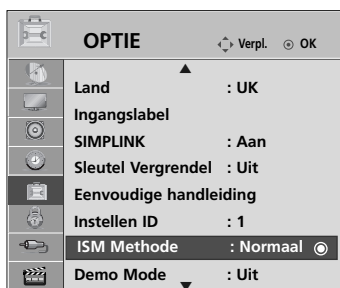 OPTIE Verpl. OK
Land : UK
Ingangslabel
SIMPLINK : Aan
Sleutel Vergrendel : Uit
Eenvoudige handleiding
Instellen ID : 1
ISM Methode : Normaal
Demo Mode : Uit